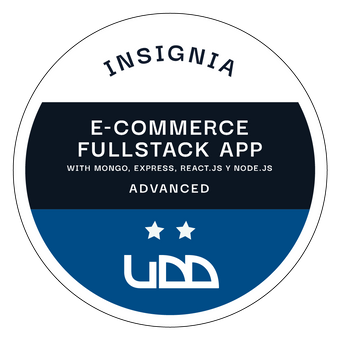 INSIGNIA
E-COMMERCE
FULLSTACK APP
WITH MONGO, EXPRESS, REACT.JS Y NODE.JS
ADVANCED
UDD